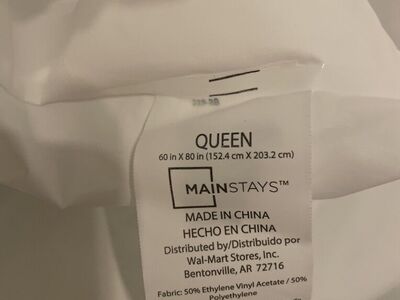 QUEEN
60 in X 80 in (152.4 cm X 203.2 cm)
MAINSTAYS™
MADE IN CHINA
HECHO EN CHINA
Distributed by/Distribuido por
Wal-Mart Stores, Inc.
Bentonville, AR 72716
Fabric: 50% Ethylene Vinyl Acetate / 50%
Polyethylene